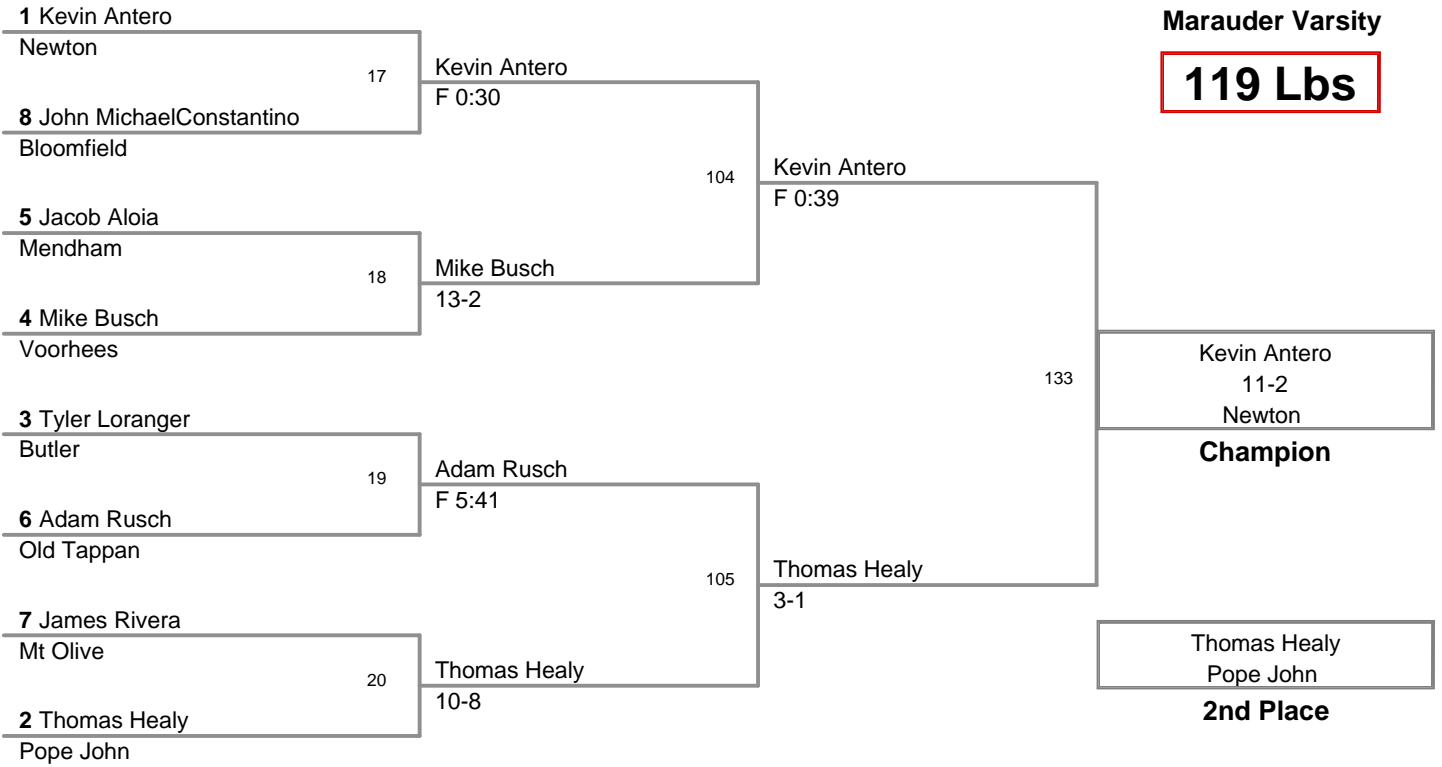 1 Kevin Antero
Newton
17
8 John MichaelConstantino
Bloomfield
5 Jacob Aloia
Mendham
18
4 Mike Busch
Voorhees
3 Tyler Loranger
Butler
19
6 Adam Rusch
Old Tappan
7 James Rivera
Mt Olive
20
2 Thomas Healy
Pope John
Kevin Antero
F 0:30
104
Mike Busch
13-2
Adam Rusch
F 5:41
105
Thomas Healy
10-8
Kevin Antero
F 0:39
133
Thomas Healy
3-1
Marauder Varsity
119 Lbs
Kevin Antero
11-2
Newton
Champion
Thomas Healy
Pope John
2nd Place